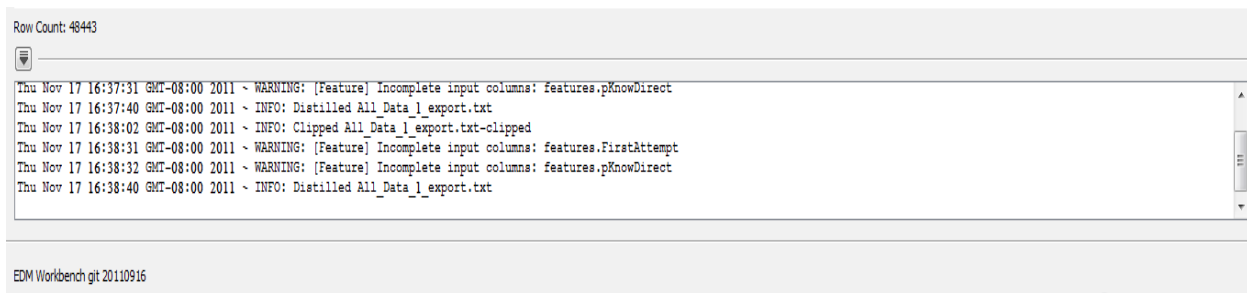 Row Count: 48443
Thu Nov 17 16:37:31 GMT-08:00 2011 ~ WARNING: [Feature] Incomplete input columns: features.pKnowDirect
Thu Nov 17 16:37:40 GMT-08:00 2011 ~ INFO: Distilled All_Data_1_export.txt
Thu Nov 17 16:38:02 GMT-08:00 2011 ~ INFO: Clipped All_Data_1_export.txt-clipped
Thu Nov 17 16:38:31 GMT-08:00 2011 ~ WARNING: [Feature] Incomplete input columns: features.FirstAttempt
Thu Nov 17 16:38:32 GMT-08:00 2011 ~ WARNING: [Feature] Incomplete input columns: features.pKnowDirect
Thu Nov 17 16:38:40 GMT-08:00 2011 ~ INFO: Distilled All_Data_1_export.txt
EDM Workbench git 20110916